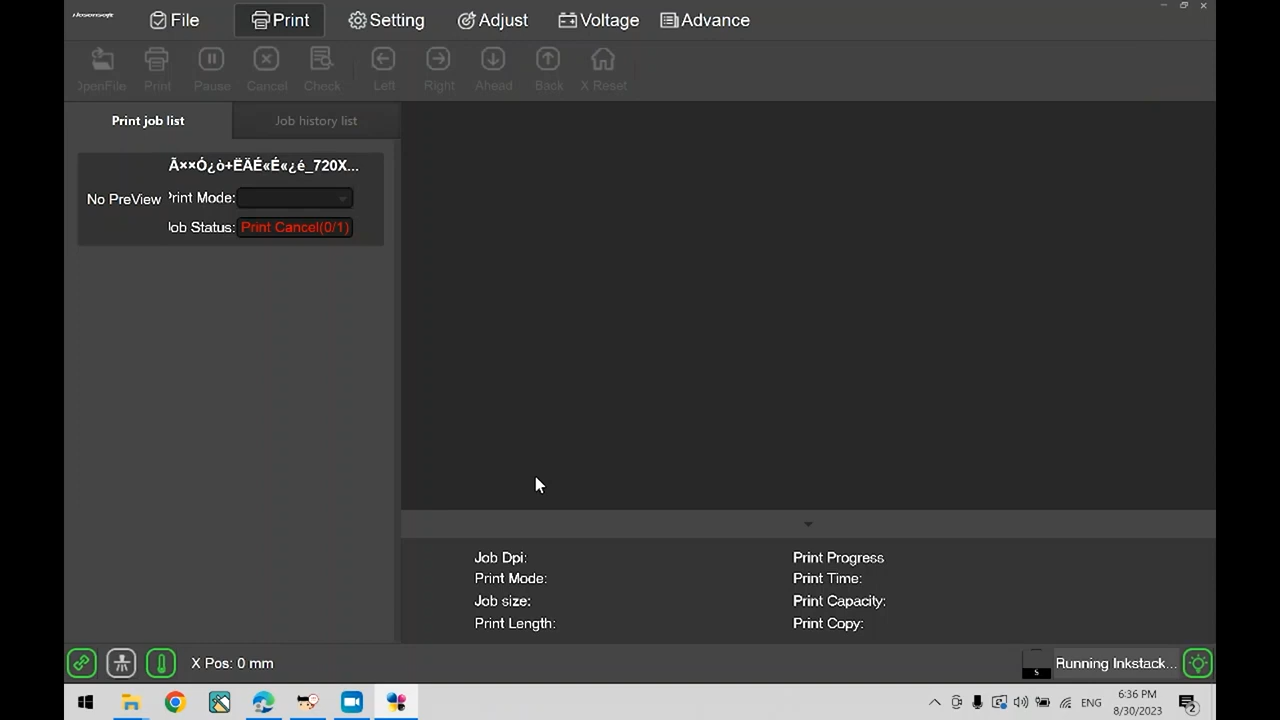 Hosonsoft
File
Print
Setting
Adjust
Voltage
Advance
OpenFile
Print
Pause
Cancel
Check
Left
Right
Ahead
Back
X Reset
Print job list
Job history list
Ã××Ó¿ò+ËÄÉ«É«¿é_720X...
No PreView
Print Mode:
Job Status:
Print Cancel(0/1)
Job Dpi:
Print Mode:
Job size:
Print Length:
Print Progress
Print Time:
Print Capacity:
Print Copy:
X Pos: 0 mm
S
Running Inkstack...
ENG
6:36 PM
8/30/2023
2